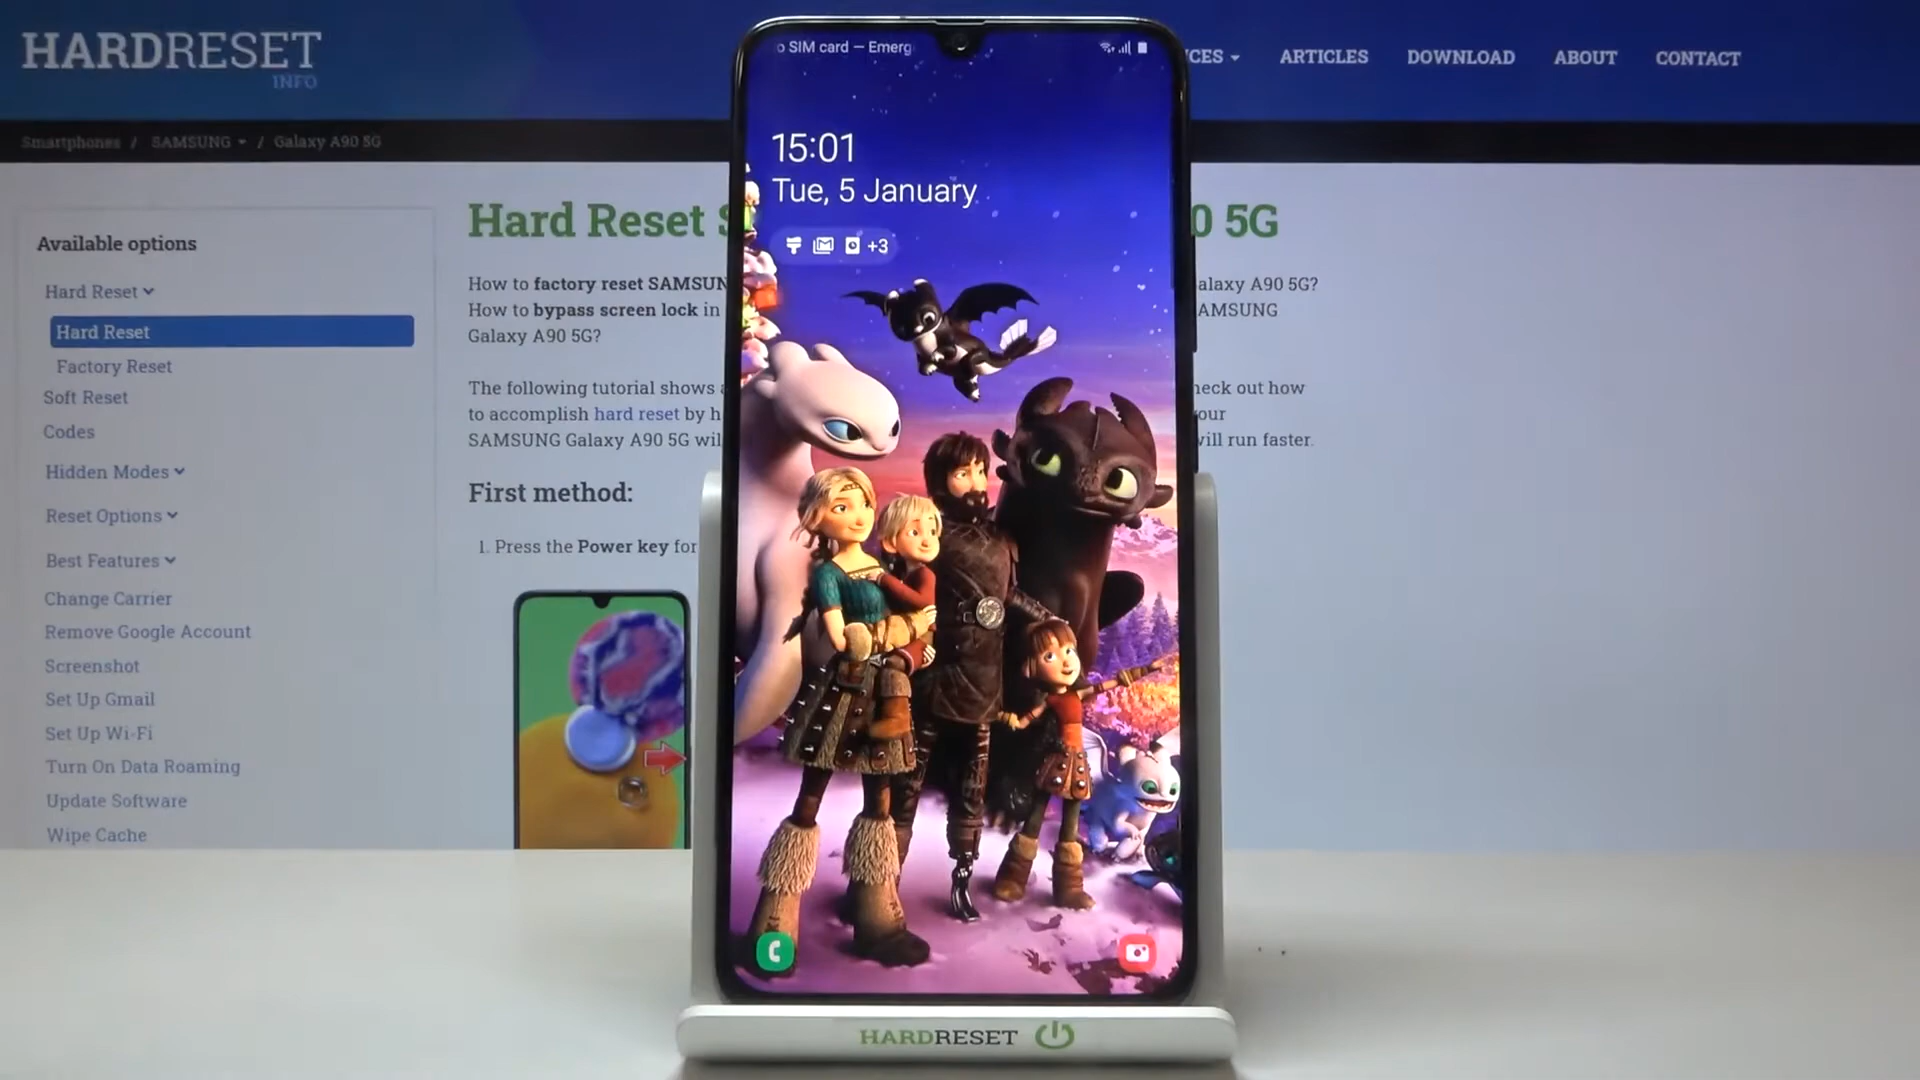 HARDRESET
INFO
CES
ARTICLES
DOWNLOAD
ABOUT
CONTACT
Smartphones / SAMSUNG / Galaxy A90 5G
Available options
Hard Reset
Hard Reset
Factory Reset
Soft Reset
Codes
Hidden Modes
Reset Options
Best Features
Change Carrier
Remove Google Account
Screenshot
Set Up Gmail
Set Up Wi-Fi
Turn On Data Roaming
Update Software
Wipe Cache
Hard Reset S 0 5G
How to factory reset SAMSUN alaxy A90 5G?
How to bypass screen lock in AMSUNG
Galaxy A90 5G?
The following tutorial shows heck out how
to accomplish hard reset by h your
SAMSUNG Galaxy A90 5G wil will run faster.
First method:
1. Press the Power key for
o SIM card — Emerg
15:01
Tue, 5 January
+3
HARDRESET